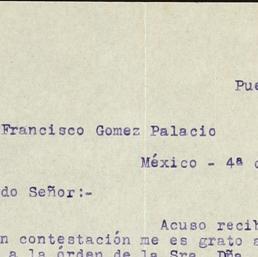 Pue
Francisco Gomez Palacio
México - 4ª d
do Señor:-
Acuso recib
n contestación me es grato a
a la órden de la Sra. Dña